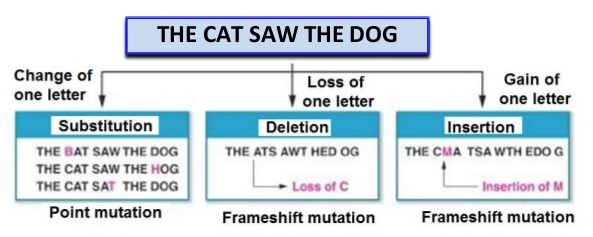 THE CAT SAW THE DOG
Change of
one letter
Loss of
one letter
Gain of
one letter
Substitution
THE BAT SAW THE DOG
THE CAT SAW THE HOG
THE CAT SAT THE DOG
Point mutation
Deletion
THE ATS AWT HED OG
Loss of C
Frameshift mutation
Insertion
THE CMA TSA WTH EDO G
Insertion of M
Frameshift mutation